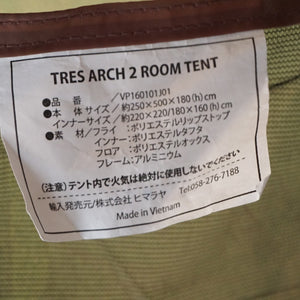 TRES ARCH 2 ROOM TENT
●品　　番／VP160101J01
●本体サイズ／約250×500×180(h)cm
インナーサイズ／約220×220/180×160(h)cm
●素　　材／フライ：ポリエステルリップストップ
インナー：ポリエステルタフタ
フロア：ポリエステルオックス
フレーム：アルミニウム
（注意）テント内で火気は絶対に使用しないでください。
輸入発売元/株式会社 ヒマラヤ　Tel:058-276-7188
Made in Vietnam